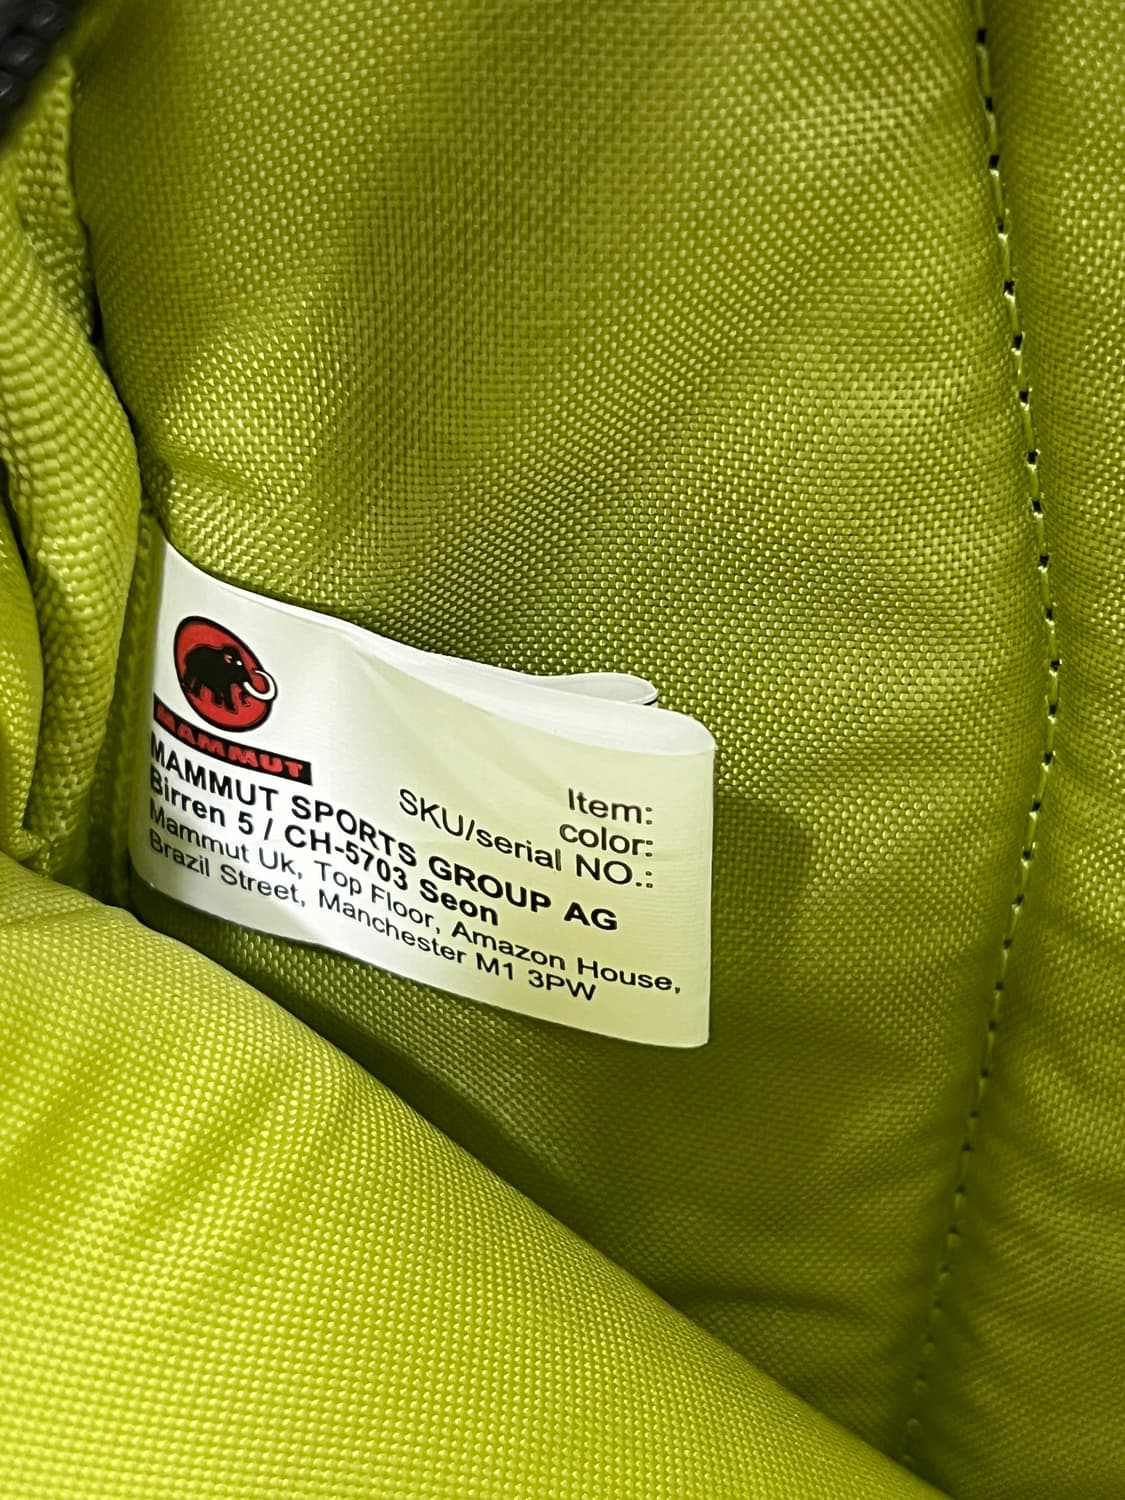 MAMMUT
Item:
color:
SKU/serial NO.:
MAMMUT SPORTS GROUP AG
Birren 5 / CH-5703 Seon
Mammut Uk, Top Floor, Amazon House,
Brazil Street, Manchester M1 3PW